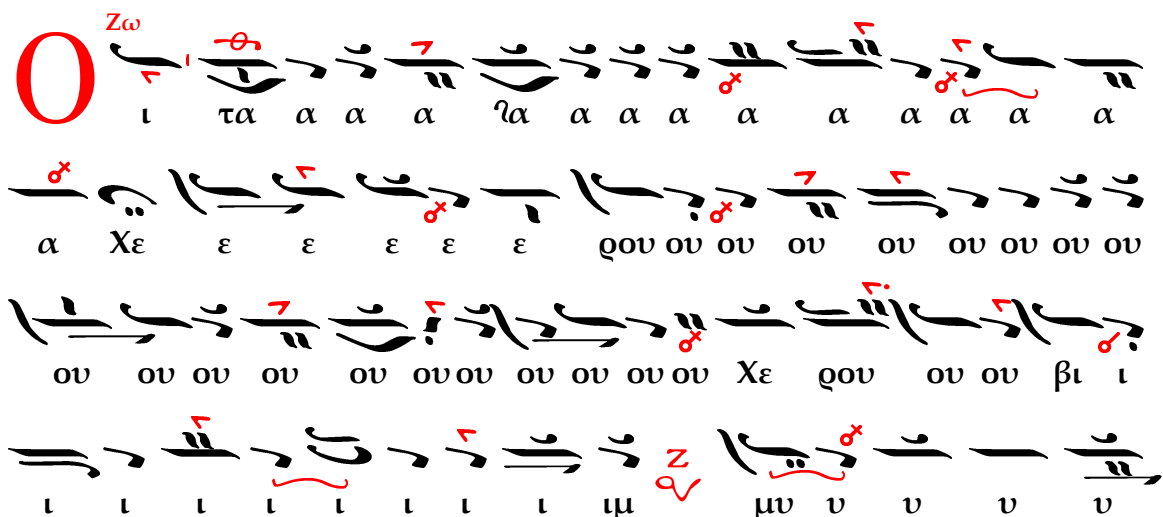 Ο Ζω ι τα α α α γα α α α α α α α α α
α Χε ε ε ε ε ε ρου ου ου ου ου ου ου ου ου
ου ου ου ου ου ου ου ου ου ου ου Χε ρου ου ου βι ι
ι ι ι ι ι ι ι ι ιμ Ζ μυ υ υ υ υ